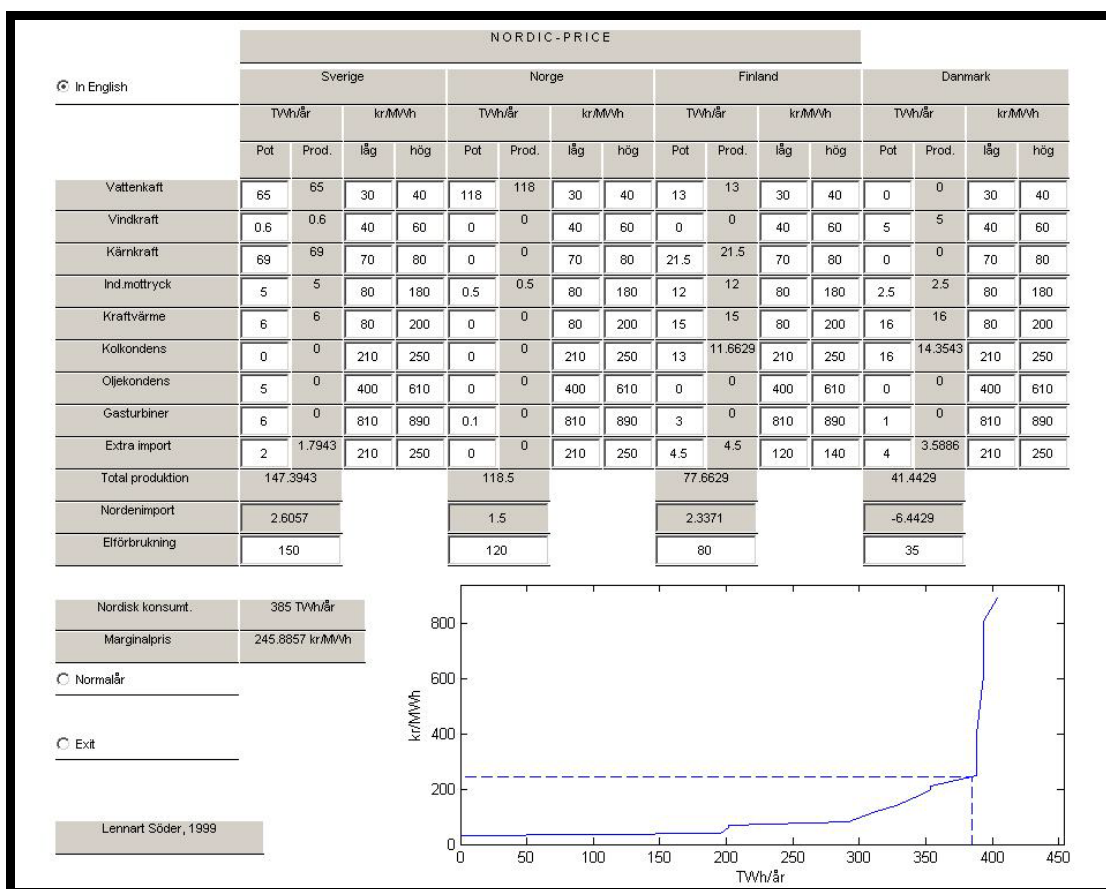 NORDIC-PRICE
In English
Sverige Norge Finland Danmark
TWh/år kr/MWh TWh/år kr/MWh TWh/år kr/MWh TWh/år kr/MWh
Pot Prod. låg hög Pot Prod. låg hög Pot Prod. låg hög Pot Prod. låg hög
Vattenkaft 65 65 30 40 118 118 30 40 13 13 30 40 0 0 30 40
Vindkraft 0.6 0.6 40 60 0 0 40 60 0 0 40 60 5 5 40 60
Kärnkraft 69 69 70 80 0 0 70 80 21.5 21.5 70 80 0 0 70 80
Ind.mottryck 5 5 80 180 0.5 0.5 80 180 12 12 80 180 2.5 2.5 80 180
Kraftvärme 6 6 80 200 0 0 80 200 15 15 80 200 16 16 80 200
Kolkondens 0 0 210 250 0 0 210 250 13 11.6629 210 250 16 14.3543 210 250
Oljekondens 5 0 400 610 0 0 400 610 0 0 400 610 0 0 400 610
Gasturbiner 6 0 810 890 0.1 0 810 890 3 0 810 890 1 0 810 890
Extra import 2 1.7943 210 250 0 0 210 250 4.5 4.5 120 140 4 3.5886 210 250
Total produktion 147.3943 118.5 77.6629 41.4429
Nordenimport 2.6057 1.5 2.3371 -6.4429
Elförbrukning 150 120 80 35
Nordisk konsumt. 385 TWh/år
Marginalpris 245.8857 kr/MWh
Normalår
Exit
Lennart Söder, 1999
800
600
400
200
0
kr/MWh
0 50 100 150 200 250 300 350 400 450
TWh/år